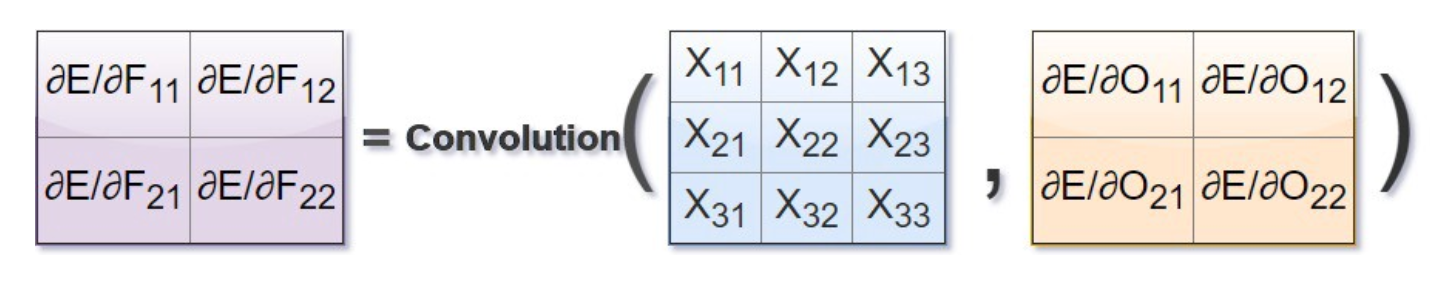 ∂E/∂F₁₁ ∂E/∂F₁₂
∂E/∂F₂₁ ∂E/∂F₂₂
= Convolution(
X₁₁ X₁₂ X₁₃
X₂₁ X₂₂ X₂₃
X₃₁ X₃₂ X₃₃
,
∂E/∂O₁₁ ∂E/∂O₁₂
∂E/∂O₂₁ ∂E/∂O₂₂
)